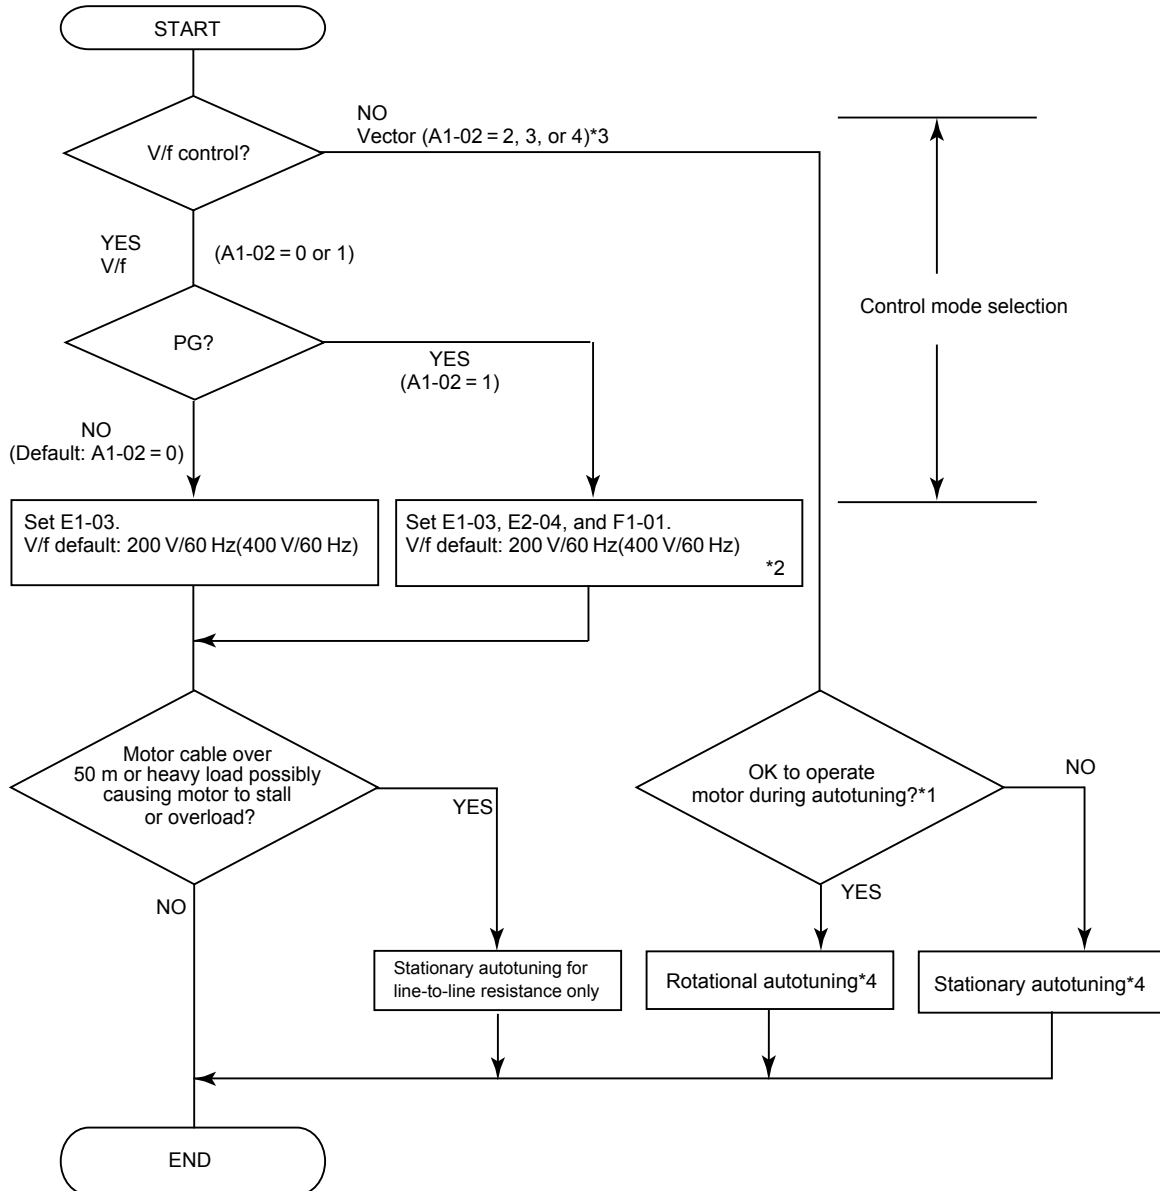 START
NO
Vector (A1-02 = 2, 3, or 4)*3
V/f control?
YES
V/f
(A1-02 = 0 or 1)
Control mode selection
PG?
YES
(A1-02 = 1)
NO
(Default: A1-02 = 0)
Set E1-03.
V/f default: 200 V/60 Hz(400 V/60 Hz)
Set E1-03, E2-04, and F1-01.
V/f default: 200 V/60 Hz(400 V/60 Hz)
*2
Motor cable over
50 m or heavy load possibly
causing motor to stall
or overload?
YES
OK to operate
motor during autotuning?*1
NO
NO
YES
Stationary autotuning for
line-to-line resistance only
Rotational autotuning*4
Stationary autotuning*4
END